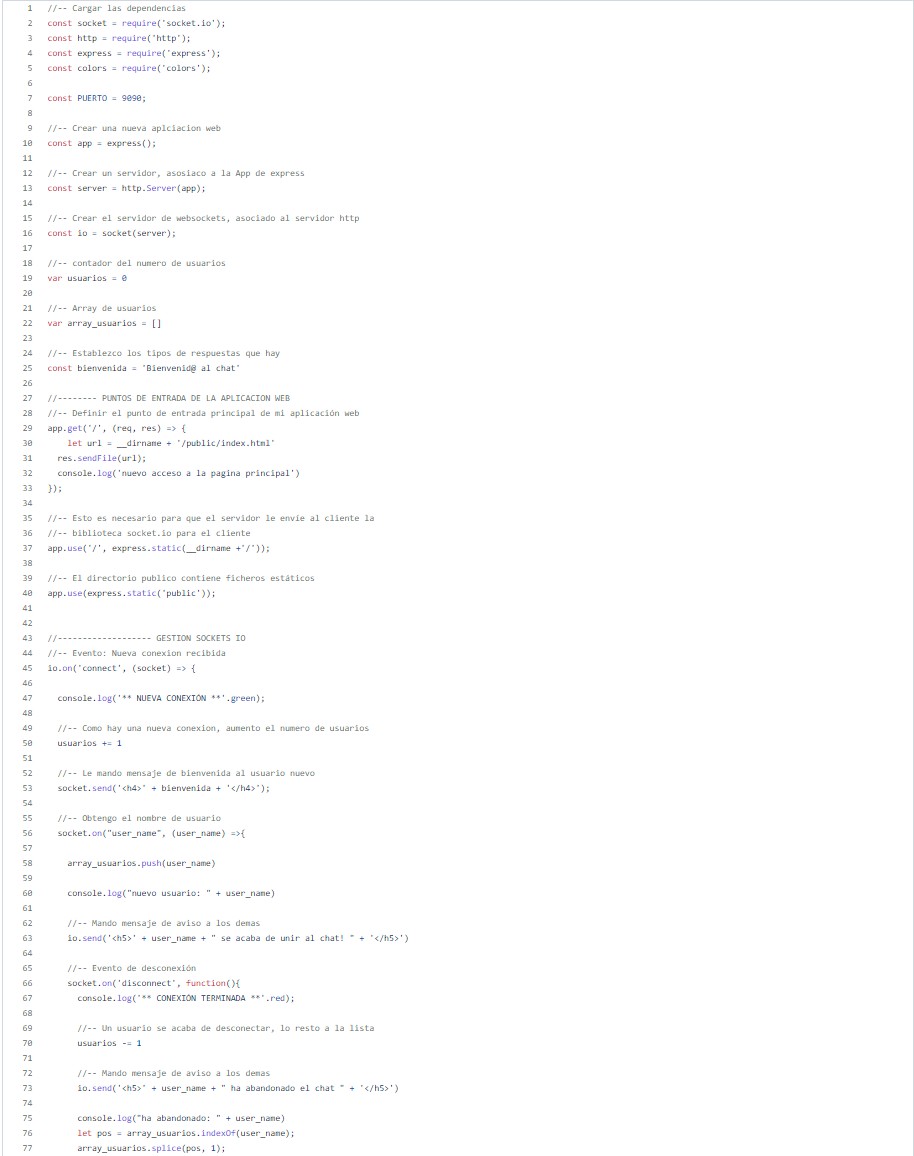 1 //-- Cargar las dependencias
2 const socket = require('socket.io');
3 const http = require('http');
4 const express = require('express');
5 const colors = require('colors');
6
7 const PUERTO = 9090;
8
9 //-- Crear una nueva aplciacion web
10 const app = express();
11
12 //-- Crear un servidor, asosiaco a la App de express
13 const server = http.Server(app);
14
15 //-- Crear el servidor de websockets, asociado al servidor http
16 const io = socket(server);
17
18 //-- contador del numero de usuarios
19 var usuarios = 0
20
21 //-- Array de usuarios
22 var array_usuarios = []
23
24 //-- Establezco los tipos de respuestas que hay
25 const bienvenida = 'Bienvenid@ al chat'
26
27 //-------- PUNTOS DE ENTRADA DE LA APLICACION WEB
28 //-- Definir el punto de entrada principal de mi aplicación web
29 app.get('/', (req, res) => {
30 let url = __dirname + '/public/index.html'
31 res.sendFile(url);
32 console.log('nuevo acceso a la pagina principal')
33 });
34
35 //-- Esto es necesario para que el servidor le envíe al cliente la
36 //-- biblioteca socket.io para el cliente
37 app.use('/', express.static(__dirname +'/'));
38
39 //-- El directorio publico contiene ficheros estáticos
40 app.use(express.static('public'));
41
42
43 //------------------- GESTION SOCKETS IO
44 //-- Evento: Nueva conexion recibida
45 io.on('connect', (socket) => {
46
47 console.log('** NUEVA CONEXIÓN **'.green);
48
49 //-- Como hay una nueva conexion, aumento el numero de usuarios
50 usuarios += 1
51
52 //-- Le mando mensaje de bienvenida al usuario nuevo
53 socket.send('<h4>' + bienvenida + '</h4>');
54
55 //-- Obtengo el nombre de usuario
56 socket.on("user_name", (user_name) =>{
57
58 array_usuarios.push(user_name)
59
60 console.log("nuevo usuario: " + user_name)
61
62 //-- Mando mensaje de aviso a los demas
63 io.send('<h5>' + user_name + " se acaba de unir al chat! " + '</h5>')
64
65 //-- Evento de desconexión
66 socket.on('disconnect', function(){
67 console.log('** CONEXIÓN TERMINADA **'.red);
68
69 //-- Un usuario se acaba de desconectar, lo resto a la lista
70 usuarios -= 1
71
72 //-- Mando mensaje de aviso a los demas
73 io.send('<h5>' + user_name + " ha abandonado el chat " + '</h5>')
74
75 console.log("ha abandonado: " + user_name)
76 let pos = array_usuarios.indexOf(user_name);
77 array_usuarios.splice(pos, 1);